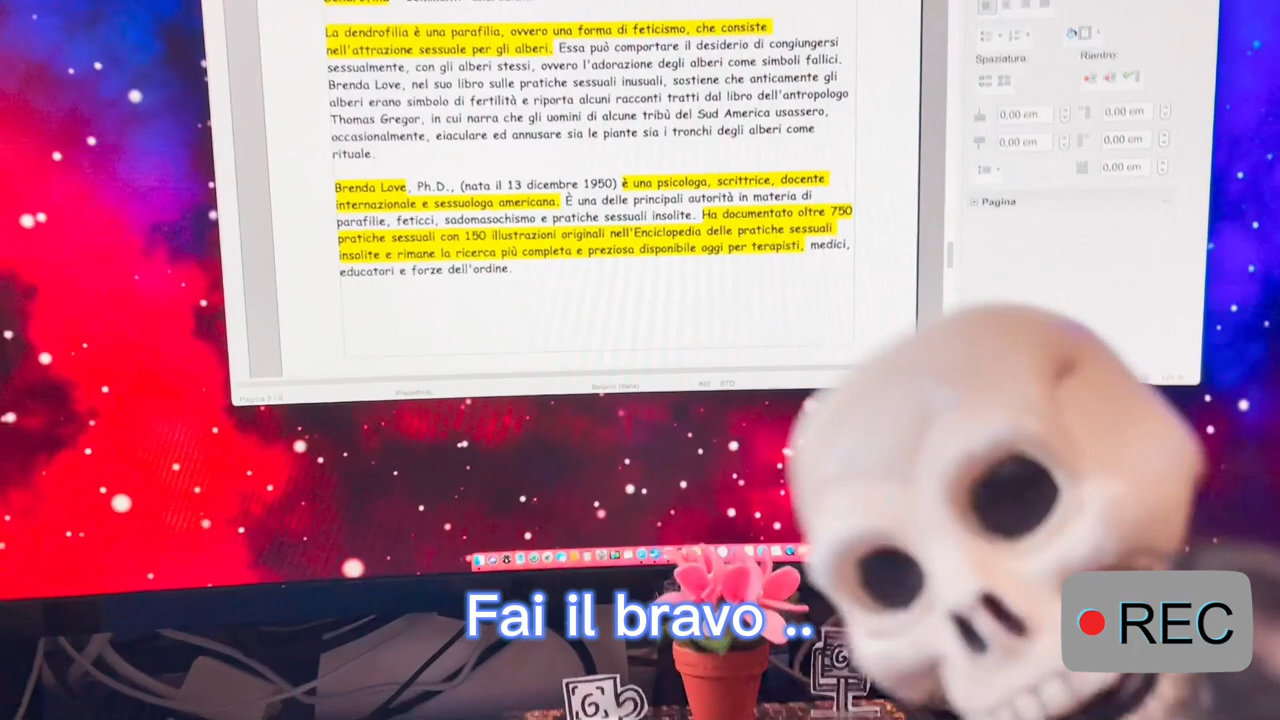 La dendrofilia è una parafilia, ovvero una forma di feticismo, che consiste
nell'attrazione sessuale per gli alberi. Essa può comportare il desiderio di congiungersi
sessualmente, con gli alberi stessi, ovvero l'adorazione degli alberi come simboli fallici.
Brenda Love, nel suo libro sulle pratiche sessuali inusuali, sostiene che anticamente gli
alberi erano simbolo di fertilità e riporta alcuni racconti tratti dal libro dell'antropologo
Thomas Gregor, in cui narra che gli uomini di alcune tribù del Sud America usassero,
occasionalmente, eiaculare ed annusare sia le piante sia i tronchi degli alberi come
rituale.
Brenda Love, Ph.D., (nata il 13 dicembre 1950) è una psicologa, scrittrice, docente
internazionale e sessuologa americana. È una delle principali autorità in materia di
parafilie, feticci, sadomasochismo e pratiche sessuali insolite. Ha documentato oltre 750
pratiche sessuali con 150 illustrazioni originali nell'Enciclopedia delle pratiche sessuali
insolite e rimane la ricerca più completa e preziosa disponibile oggi per terapisti, medici,
educatori e forze dell'ordine.
Spaziatura: Rientro:
0,00 cm 0,00 cm
0,00 cm 0,00 cm
0,00 cm
Pagina
Predefinito Italiano (Italia) INS STD
Fai il bravo ..
REC